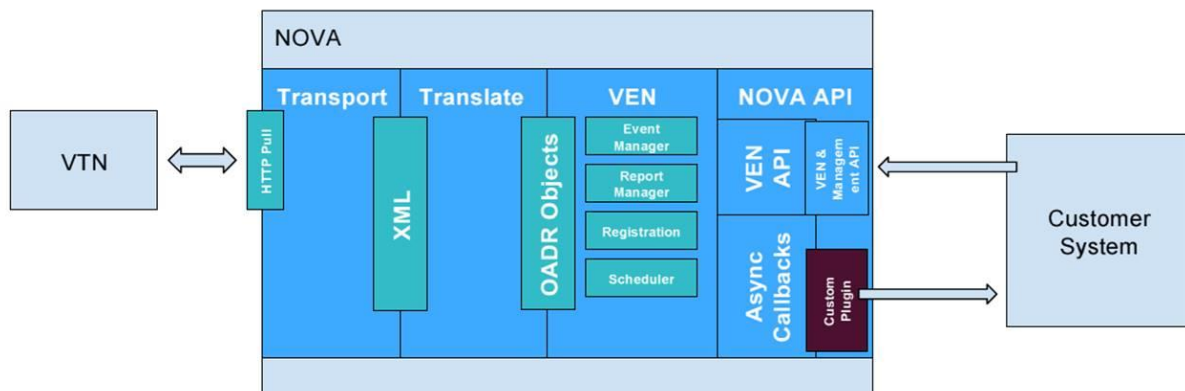 NOVA
Transport
Translate
VEN
NOVA API
VTN
HTTP Pull
XML
OADR Objects
Event
Manager
Report
Manager
Registration
Scheduler
VEN
API
VEN &
Managem
ent API
Async
Callbacks
Custom
Plugin
Customer
System